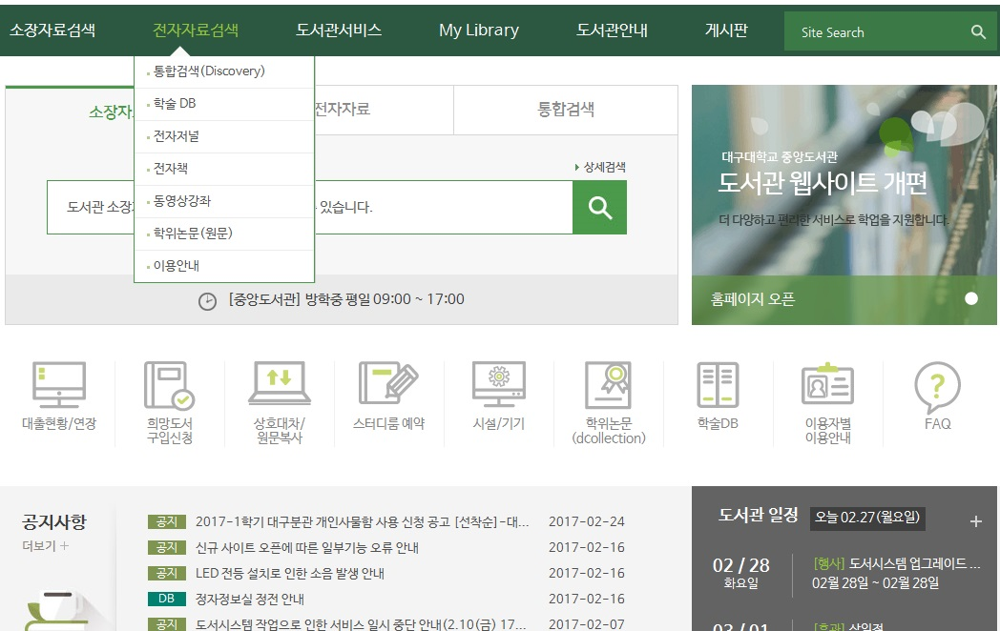 소장자료검색 전자자료검색 도서관서비스 My Library 도서관안내 게시판 Site Search
통합검색(Discovery)
학술 DB
전자저널
전자책
동영상강좌
학위논문(원문)
이용안내
소장자 전자자료 통합검색
상세검색
도서관 소장 있습니다.
[중앙도서관] 방학중 평일 09:00 ~ 17:00
대구대학교 중앙도서관
도서관 웹사이트 개편
더 다양하고 편리한 서비스로 학업을 지원합니다.
홈페이지 오픈
대출현황/연장
희망도서
구입신청
상호대차/
원문복사
스터디룸 예약
시설/기기
학위논문
(dcollection)
학술DB
이용자별
이용안내
FAQ
공지사항
더보기 +
공지 2017-1학기 대구분관 개인사물함 사용 신청 공고 [선착순] -대... 2017-02-24
공지 신규 사이트 오픈에 따른 일부기능 오류 안내 2017-02-16
공지 LED 전등 설치로 인한 소음 발생 안내 2017-02-16
DB 정자정보실 정전 안내 2017-02-16
공지 도서시스템 작업으로 인한 서비스 일시 중단 안내(2.10(금) 17... 2017-02-07
도서관 일정 오늘 02.27(월요일) +
02 / 28
화요일
[행사] 도서시스템 업그레이드 ...
02월 28일 ~ 02월 28일
03 / 01 [휴관] 삼일절